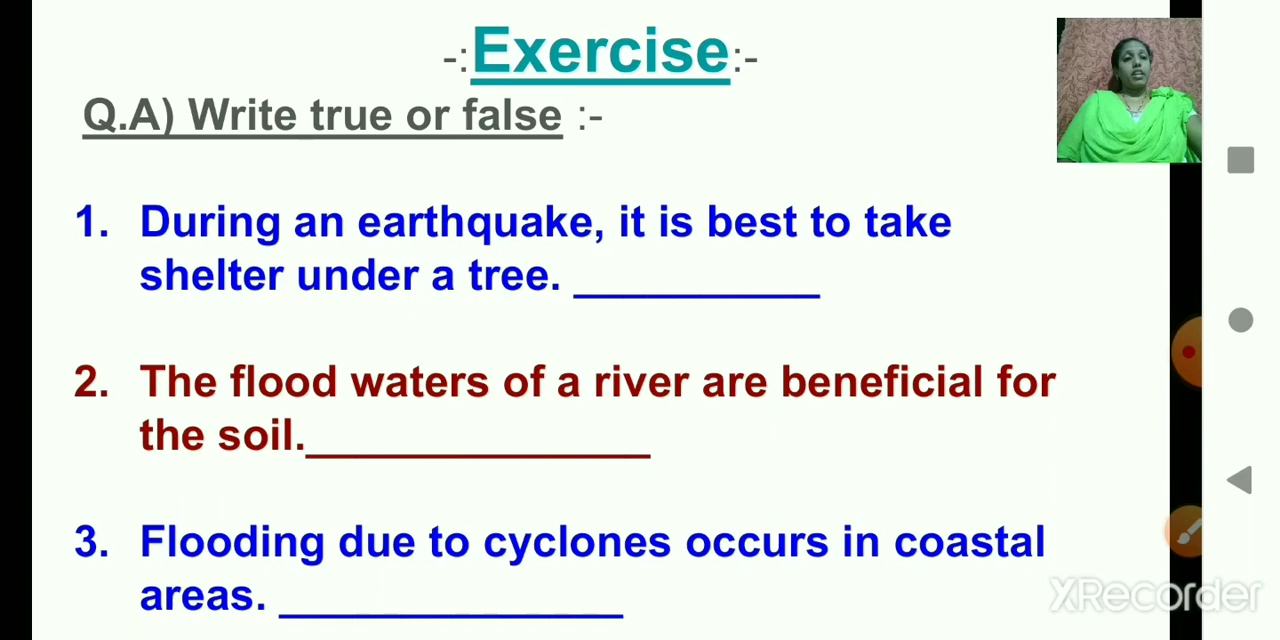 -:Exercise:-
Q.A) Write true or false :-
1. During an earthquake, it is best to take
shelter under a tree. __________
2. The flood waters of a river are beneficial for
the soil.______________
3. Flooding due to cyclones occurs in coastal
areas. ______________
XRecorder